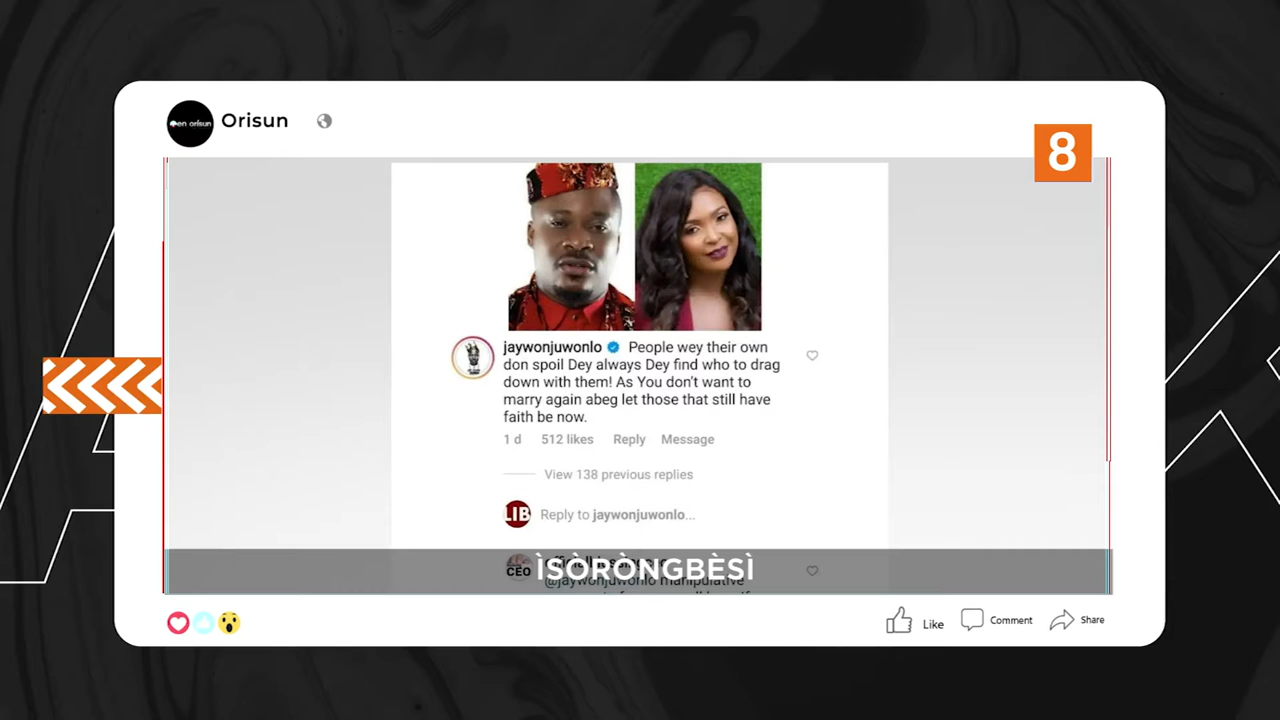 en orisun
Orisun
8
jaywonjuwonlo People wey their own
don spoil Dey always Dey find who to drag
down with them! As You don't want to
marry again abeg let those that still have
faith be now.
1 d 512 likes Reply Message
View 138 previous replies
LIB Reply to jaywonjuwonlo...
CEO
ÌSÒRÒNGBÈSÌ
@jaywonjuwonlo manipulative
Like Comment Share